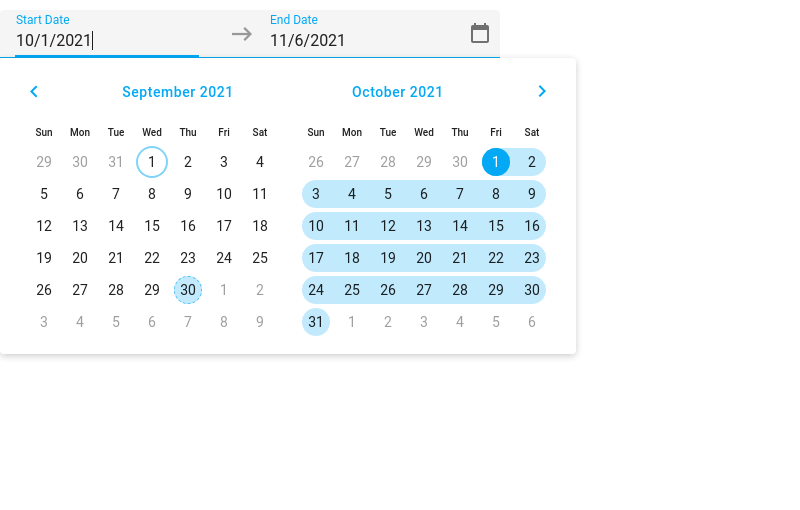 Start Date End Date
10/1/2021 11/6/2021
September 2021 October 2021
Sun Mon Tue Wed Thu Fri Sat Sun Mon Tue Wed Thu Fri Sat
29 30 31 1 2 3 4 26 27 28 29 30 1 2
5 6 7 8 9 10 11 3 4 5 6 7 8 9
12 13 14 15 16 17 18 10 11 12 13 14 15 16
19 20 21 22 23 24 25 17 18 19 20 21 22 23
26 27 28 29 30 1 2 24 25 26 27 28 29 30
3 4 5 6 7 8 9 31 1 2 3 4 5 6